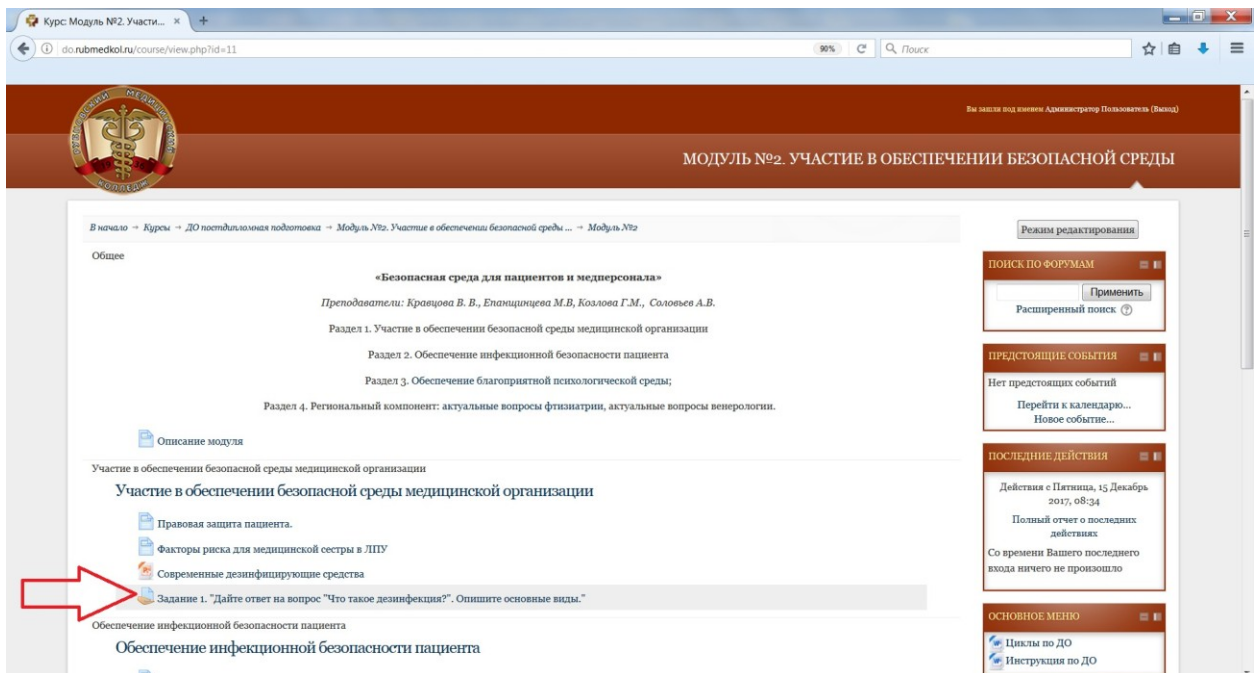 Курс: Модуль №2. Участи... × +
do.rubmedkol.ru/course/view.php?id=11
90%
Поиск
РУБЦОВСКИЙ МЕДИЦИНСКИЙ
КОЛЛЕДЖ
Вы зашли под именем Администратор Пользователь (Выход)
МОДУЛЬ №2. УЧАСТИЕ В ОБЕСПЕЧЕНИИ БЕЗОПАСНОЙ СРЕДЫ
В начало → Курсы → ДО постдипломная подготовка → Модуль №2. Участие в обеспечении безопасной среды ... → Модуль №2
Общее
«Безопасная среда для пациентов и медперсонала»
Преподаватели: Кравцова В. В., Епанщинцева М.В, Козлова Г.М., Соловьев А.В.
Раздел 1. Участие в обеспечении безопасной среды медицинской организации
Раздел 2. Обеспечение инфекционной безопасности пациента
Раздел 3. Обеспечение благоприятной психологической среды;
Раздел 4. Региональный компонент: актуальные вопросы фтизиатрии, актуальные вопросы венерологии.
Описание модуля
Участие в обеспечении безопасной среды медицинской организации
Участие в обеспечении безопасной среды медицинской организации
Правовая защита пациента.
Факторы риска для медицинской сестры в ЛПУ
Современные дезинфицирующие средства
Задание 1. "Дайте ответ на вопрос "Что такое дезинфекция?". Опишите основные виды."
Обеспечение инфекционной безопасности пациента
Обеспечение инфекционной безопасности пациента
Режим редактирования
ПОИСК ПО ФОРУМАМ
Применить
Расширенный поиск
ПРЕДСТОЯЩИЕ СОБЫТИЯ
Нет предстоящих событий
Перейти к календарю...
Новое событие...
ПОСЛЕДНИЕ ДЕЙСТВИЯ
Действия с Пятница, 15 Декабрь
2017, 08:34
Полный отчет о последних
действиях
Со времени Вашего последнего
входа ничего не произошло
ОСНОВНОЕ МЕНЮ
Циклы по ДО
Инструкция по ДО